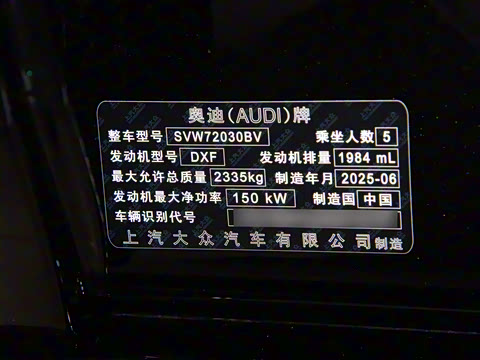 奥迪(AUDI)牌
整车型号 SVW72030BV 乘坐人数 5
发动机型号 DXF 发动机排量 1984 mL
最大允许总质量 2335kg 制造年月 2025-06
发动机最大净功率 150 kW 制造国 中国
车辆识别代号
上汽大众汽车有限公司制造